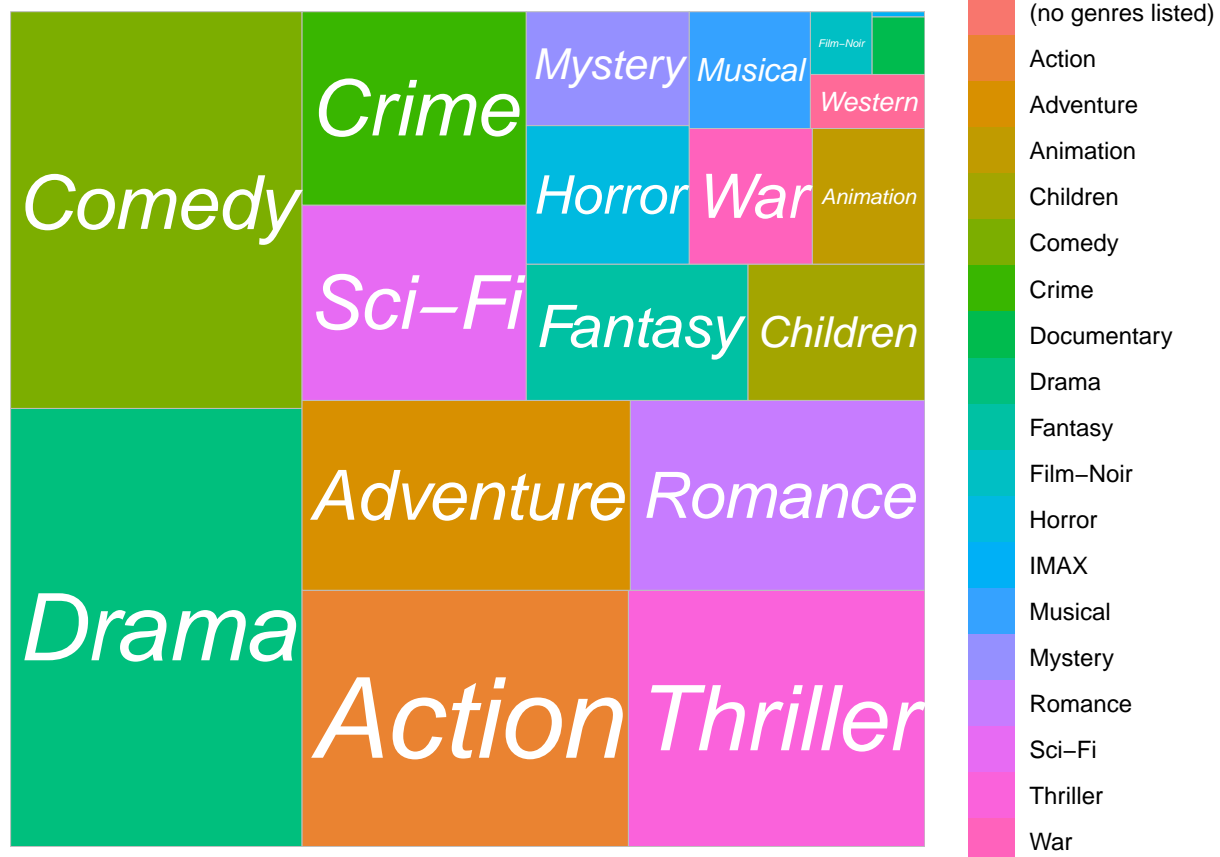 Comedy
Crime
Mystery
Musical
Film−Noir
Western
Horror
War
Animation
Sci−Fi
Fantasy
Children
Adventure
Romance
Drama
Action
Thriller
(no genres listed)
Action
Adventure
Animation
Children
Comedy
Crime
Documentary
Drama
Fantasy
Film−Noir
Horror
IMAX
Musical
Mystery
Romance
Sci−Fi
Thriller
War